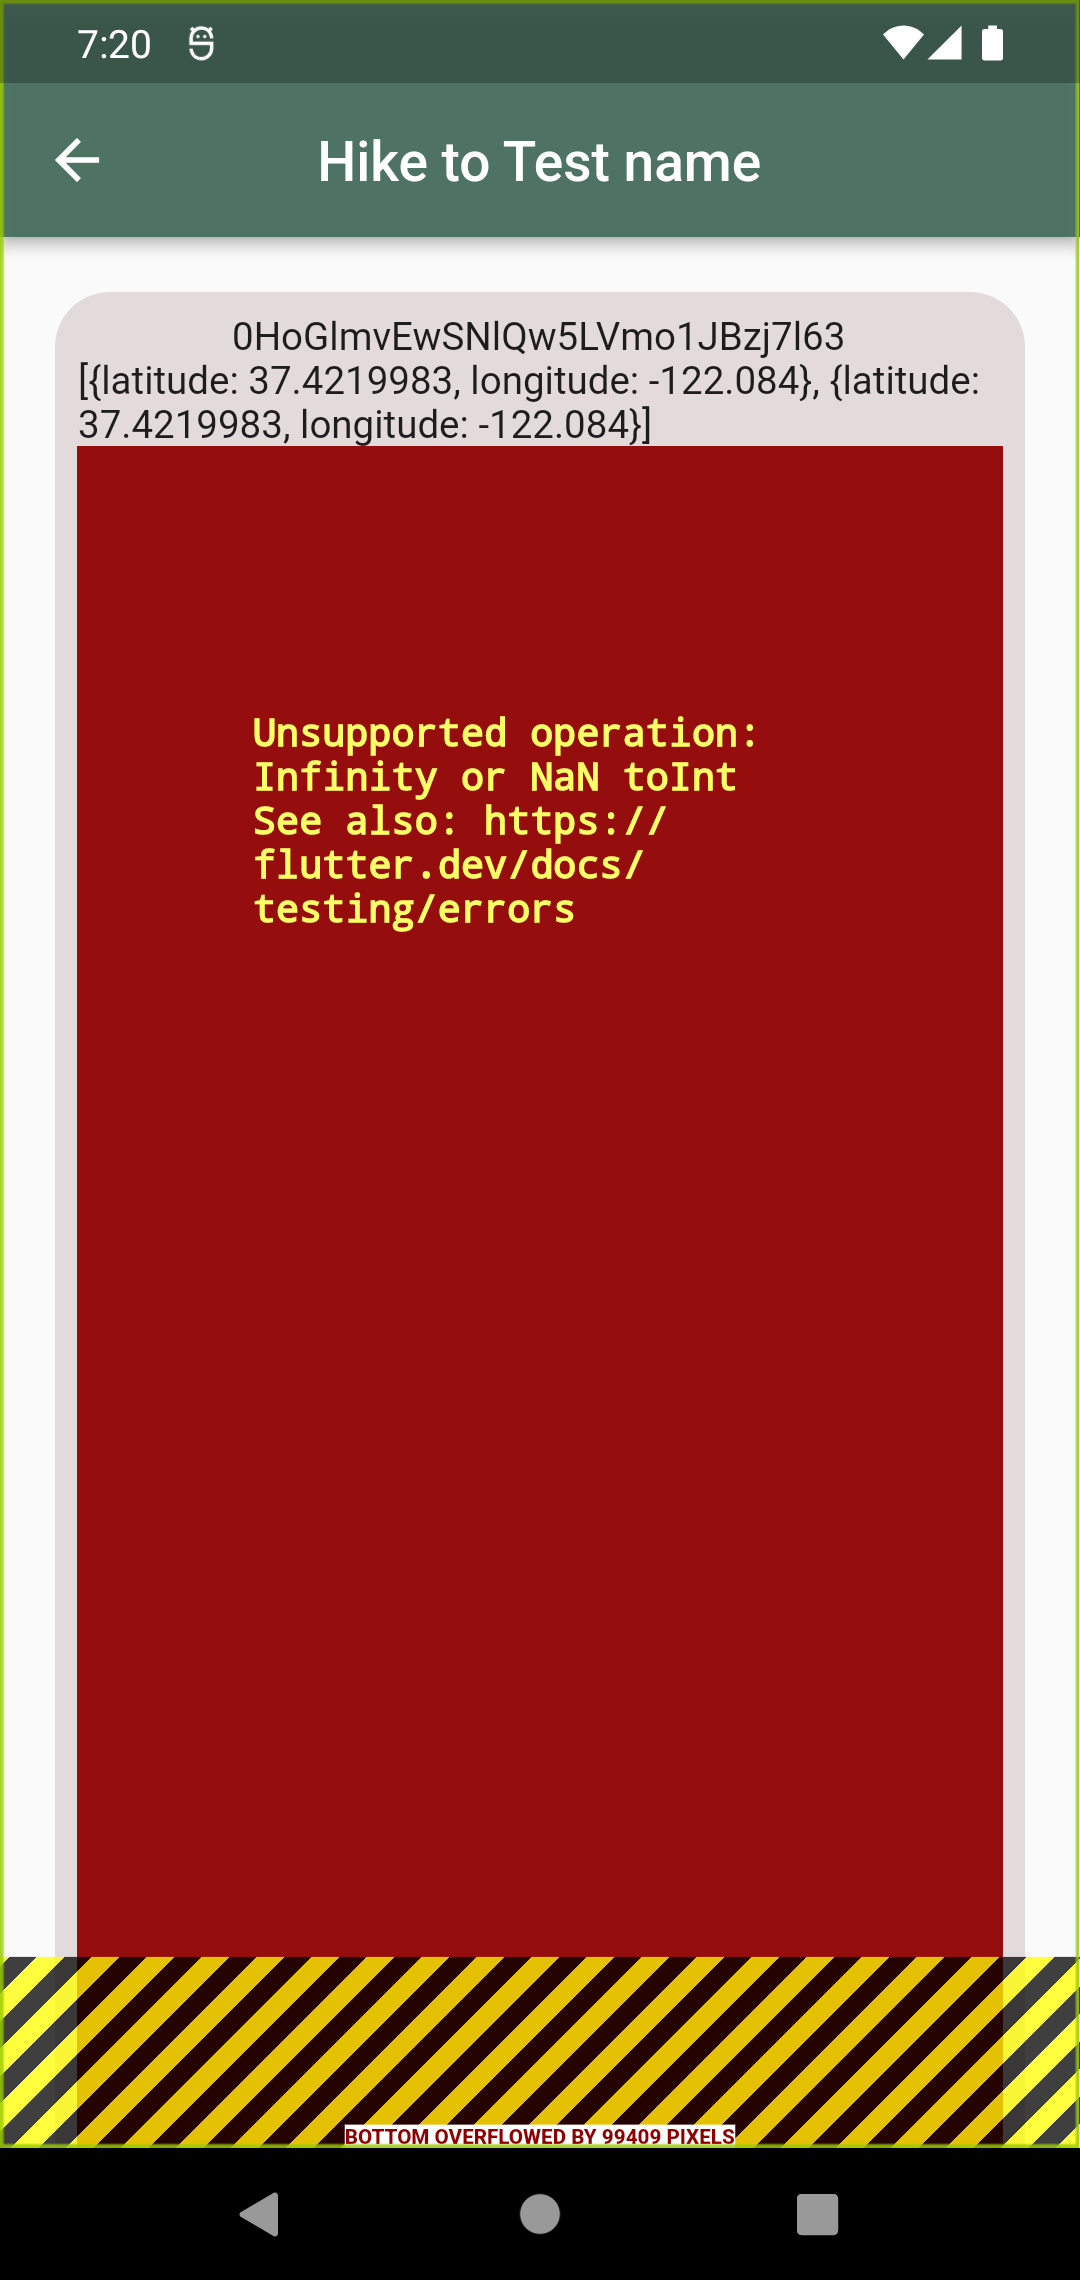 7:20
Hike to Test name
0HoGlmvEwSNlQw5LVmo1JBzj7l63
[{latitude: 37.4219983, longitude: -122.084}, {latitude:
37.4219983, longitude: -122.084}]
Unsupported operation:
Infinity or NaN toInt
See also: https://
flutter.dev/docs/
testing/errors
BOTTOM OVERFLOWED BY 99409 PIXELS